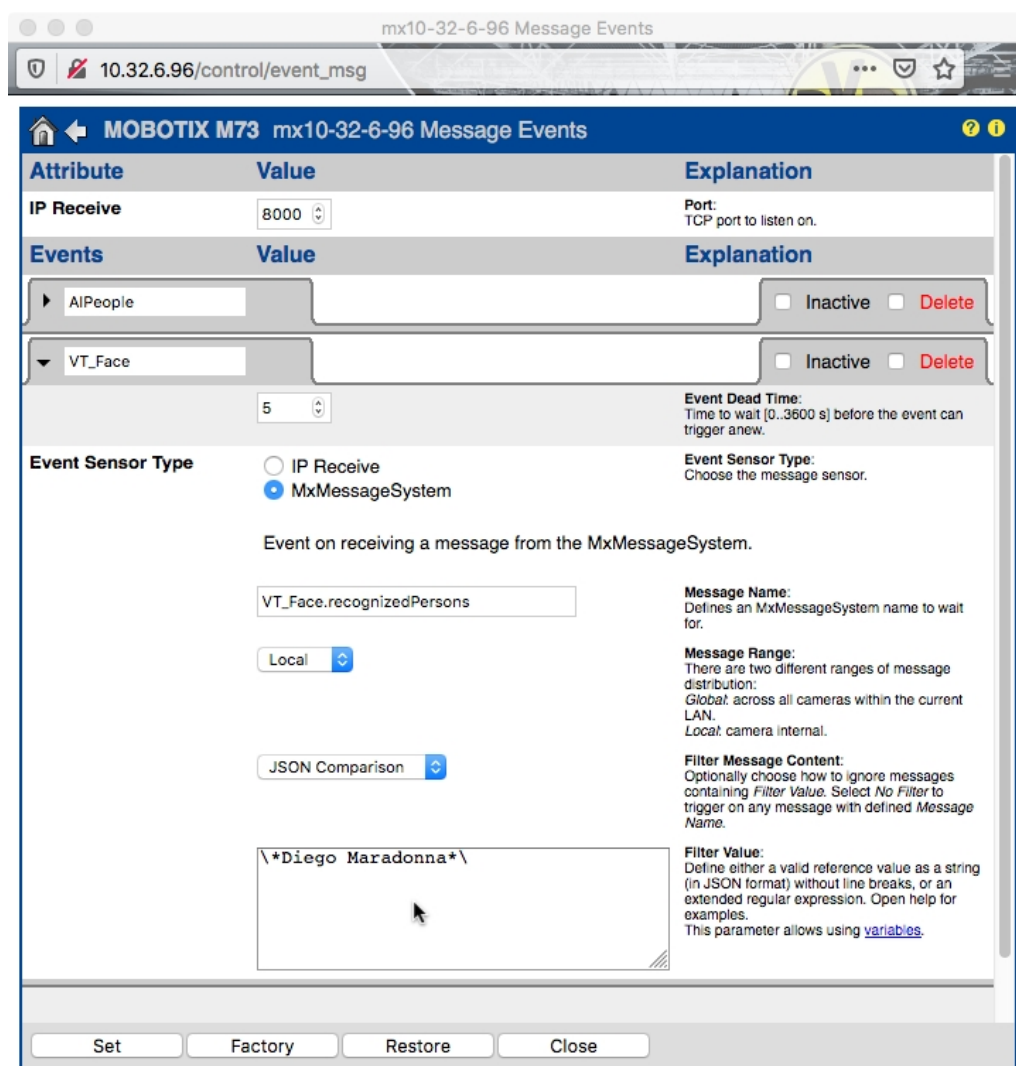 mx10-32-6-96 Message Events
10.32.6.96/control/event_msg
MOBOTIX M73 mx10-32-6-96 Message Events
Attribute Value Explanation
IP Receive 8000 Port:
TCP port to listen on.
Events Value Explanation
AIPeople Inactive Delete
VT_Face Inactive Delete
5 Event Dead Time:
Time to wait [0..3600 s] before the event can
trigger anew.
Event Sensor Type IP Receive Event Sensor Type:
MxMessageSystem Choose the message sensor.
Event on receiving a message from the MxMessageSystem.
VT_Face.recognizedPersons Message Name:
Defines an MxMessageSystem name to wait
for.
Local Message Range:
There are two different ranges of message
distribution:
Global: across all cameras within the current
LAN.
Local: camera internal.
JSON Comparison Filter Message Content:
Optionally choose how to ignore messages
containing Filter Value. Select No Filter to
trigger on any message with defined Message
Name.
\*Diego Maradonna*\ Filter Value:
Define either a valid reference value as a string
(in JSON format) without line breaks, or an
extended regular expression. Open help for
examples.
This parameter allows using variables.
Set Factory Restore Close